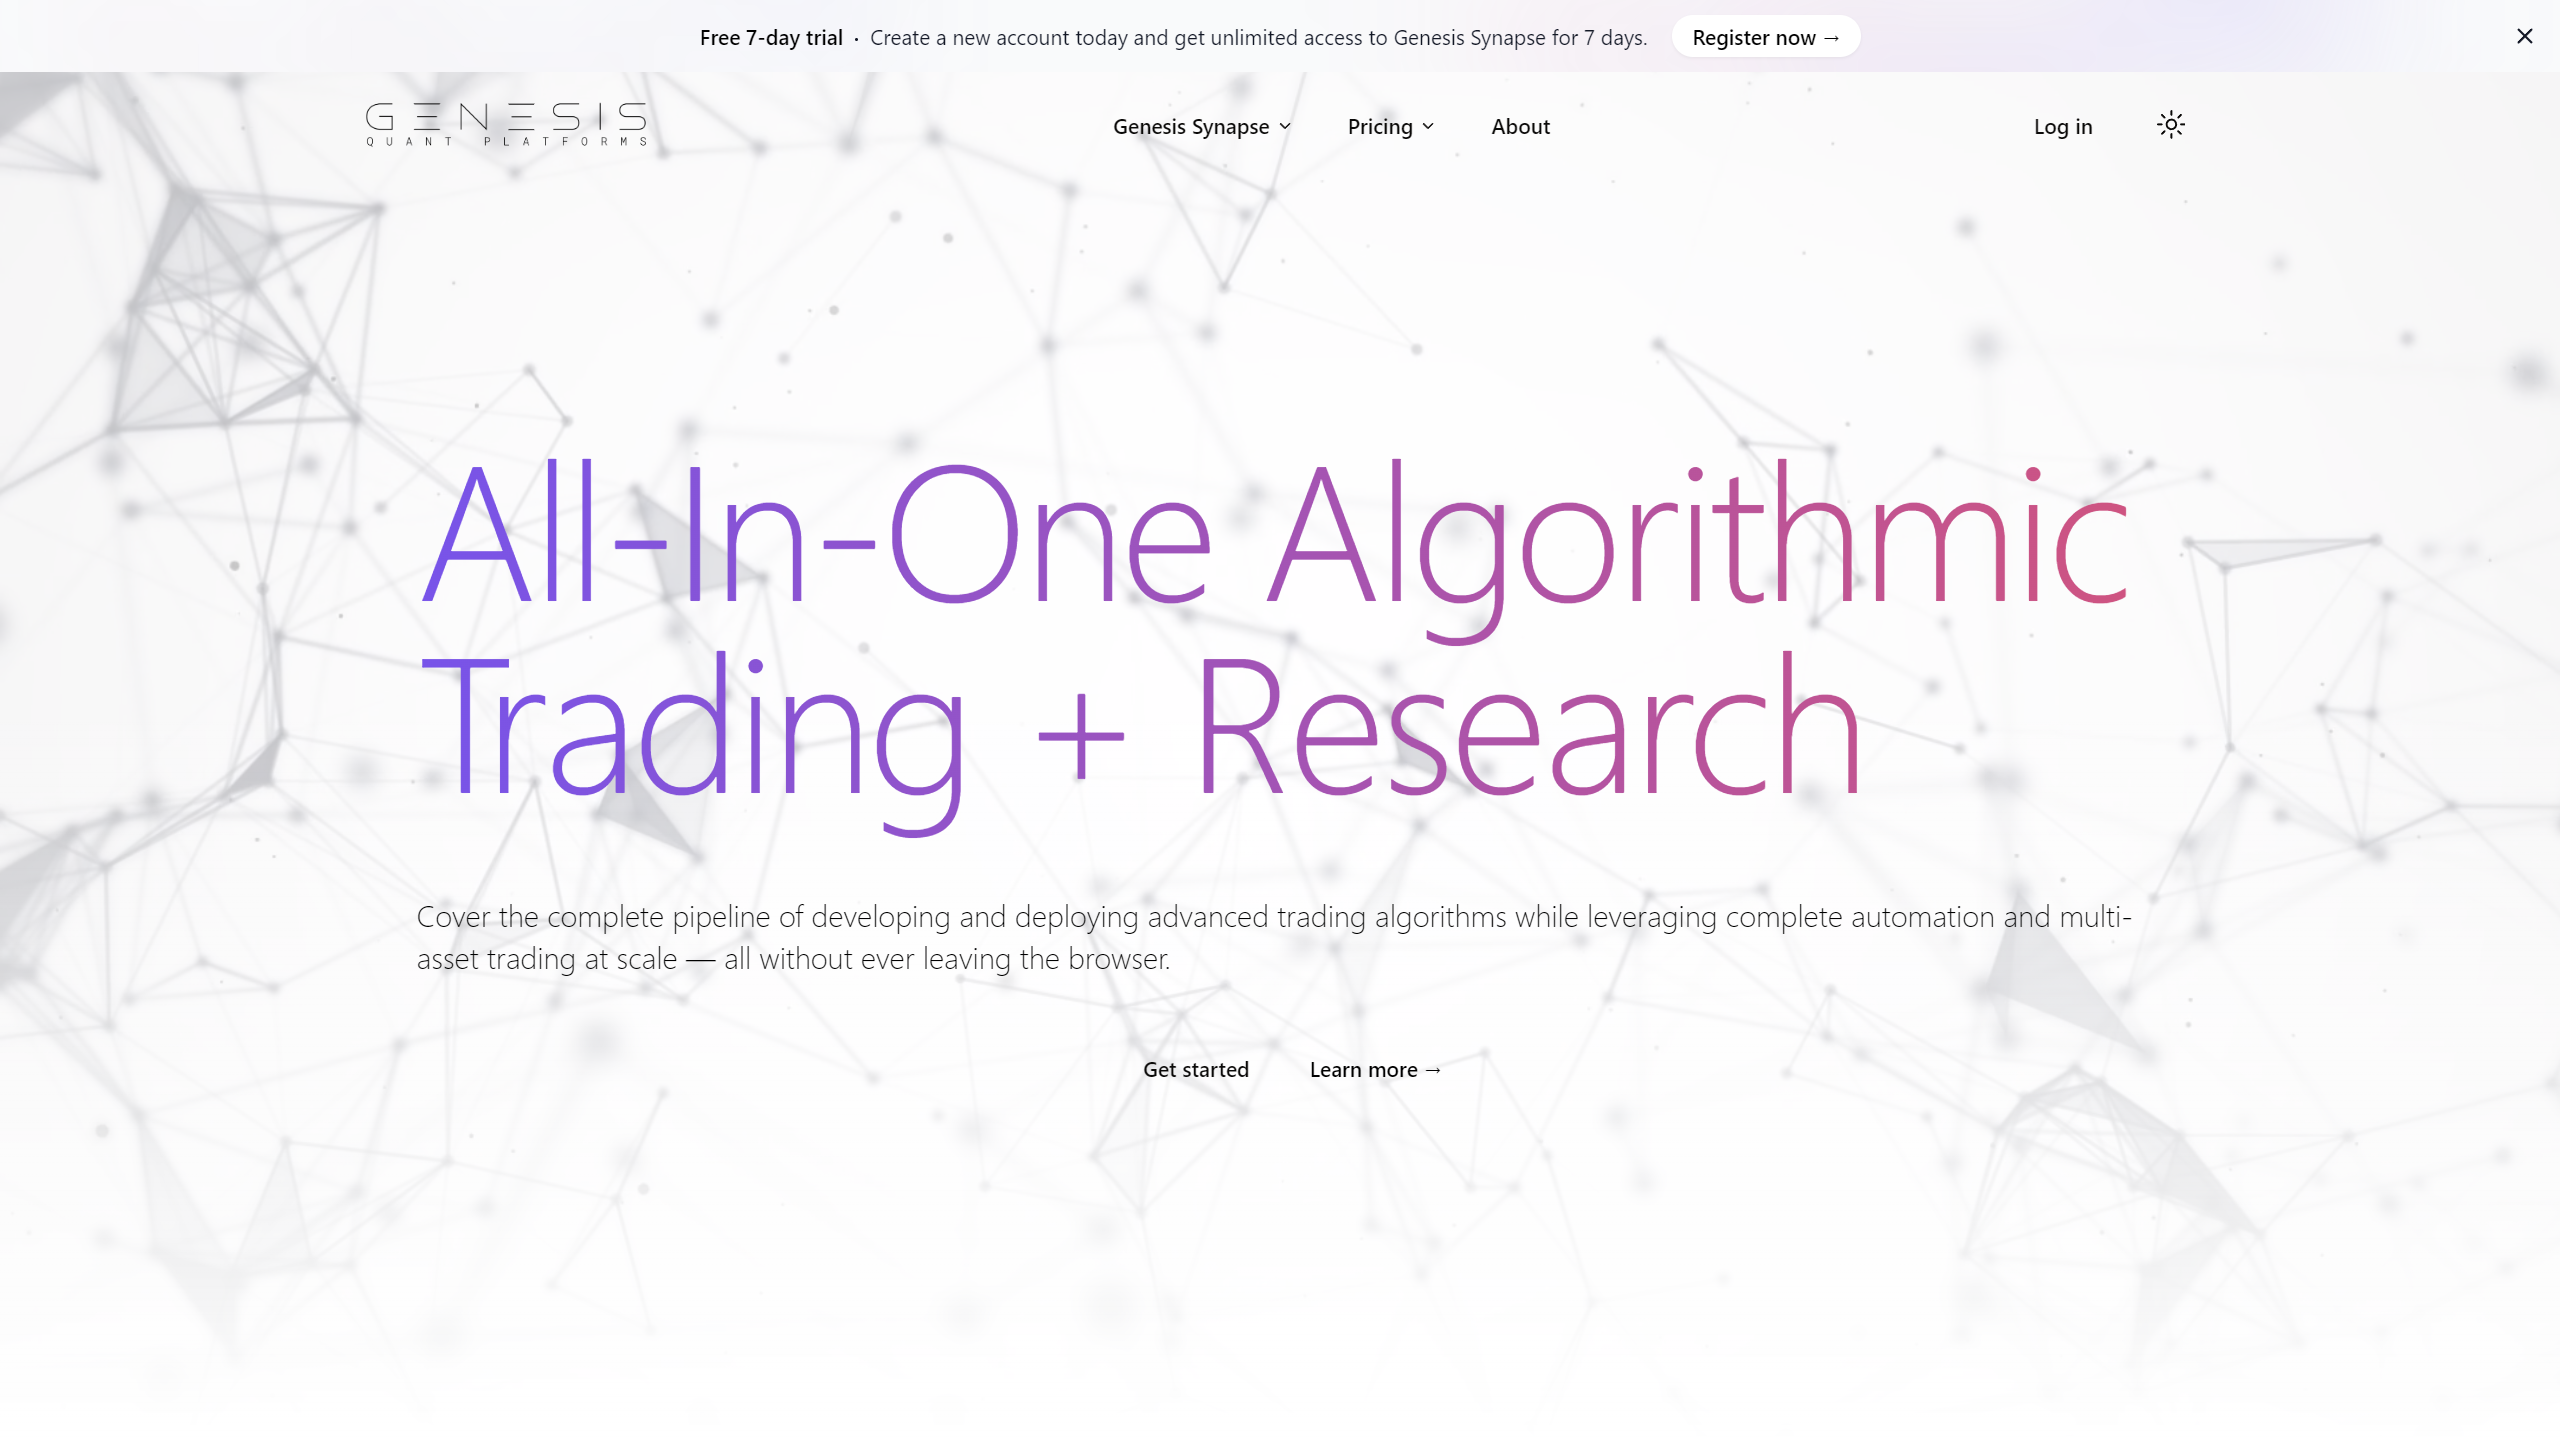 Free 7-day trial · Create a new account today and get unlimited access to Genesis Synapse for 7 days. Register now →
GENESIS
QUANT PLATFORMS
Genesis Synapse Pricing About Log in
All-In-One Algorithmic
Trading + Research
Cover the complete pipeline of developing and deploying advanced trading algorithms while leveraging complete automation and multi-
asset trading at scale — all without ever leaving the browser.
Get started Learn more →